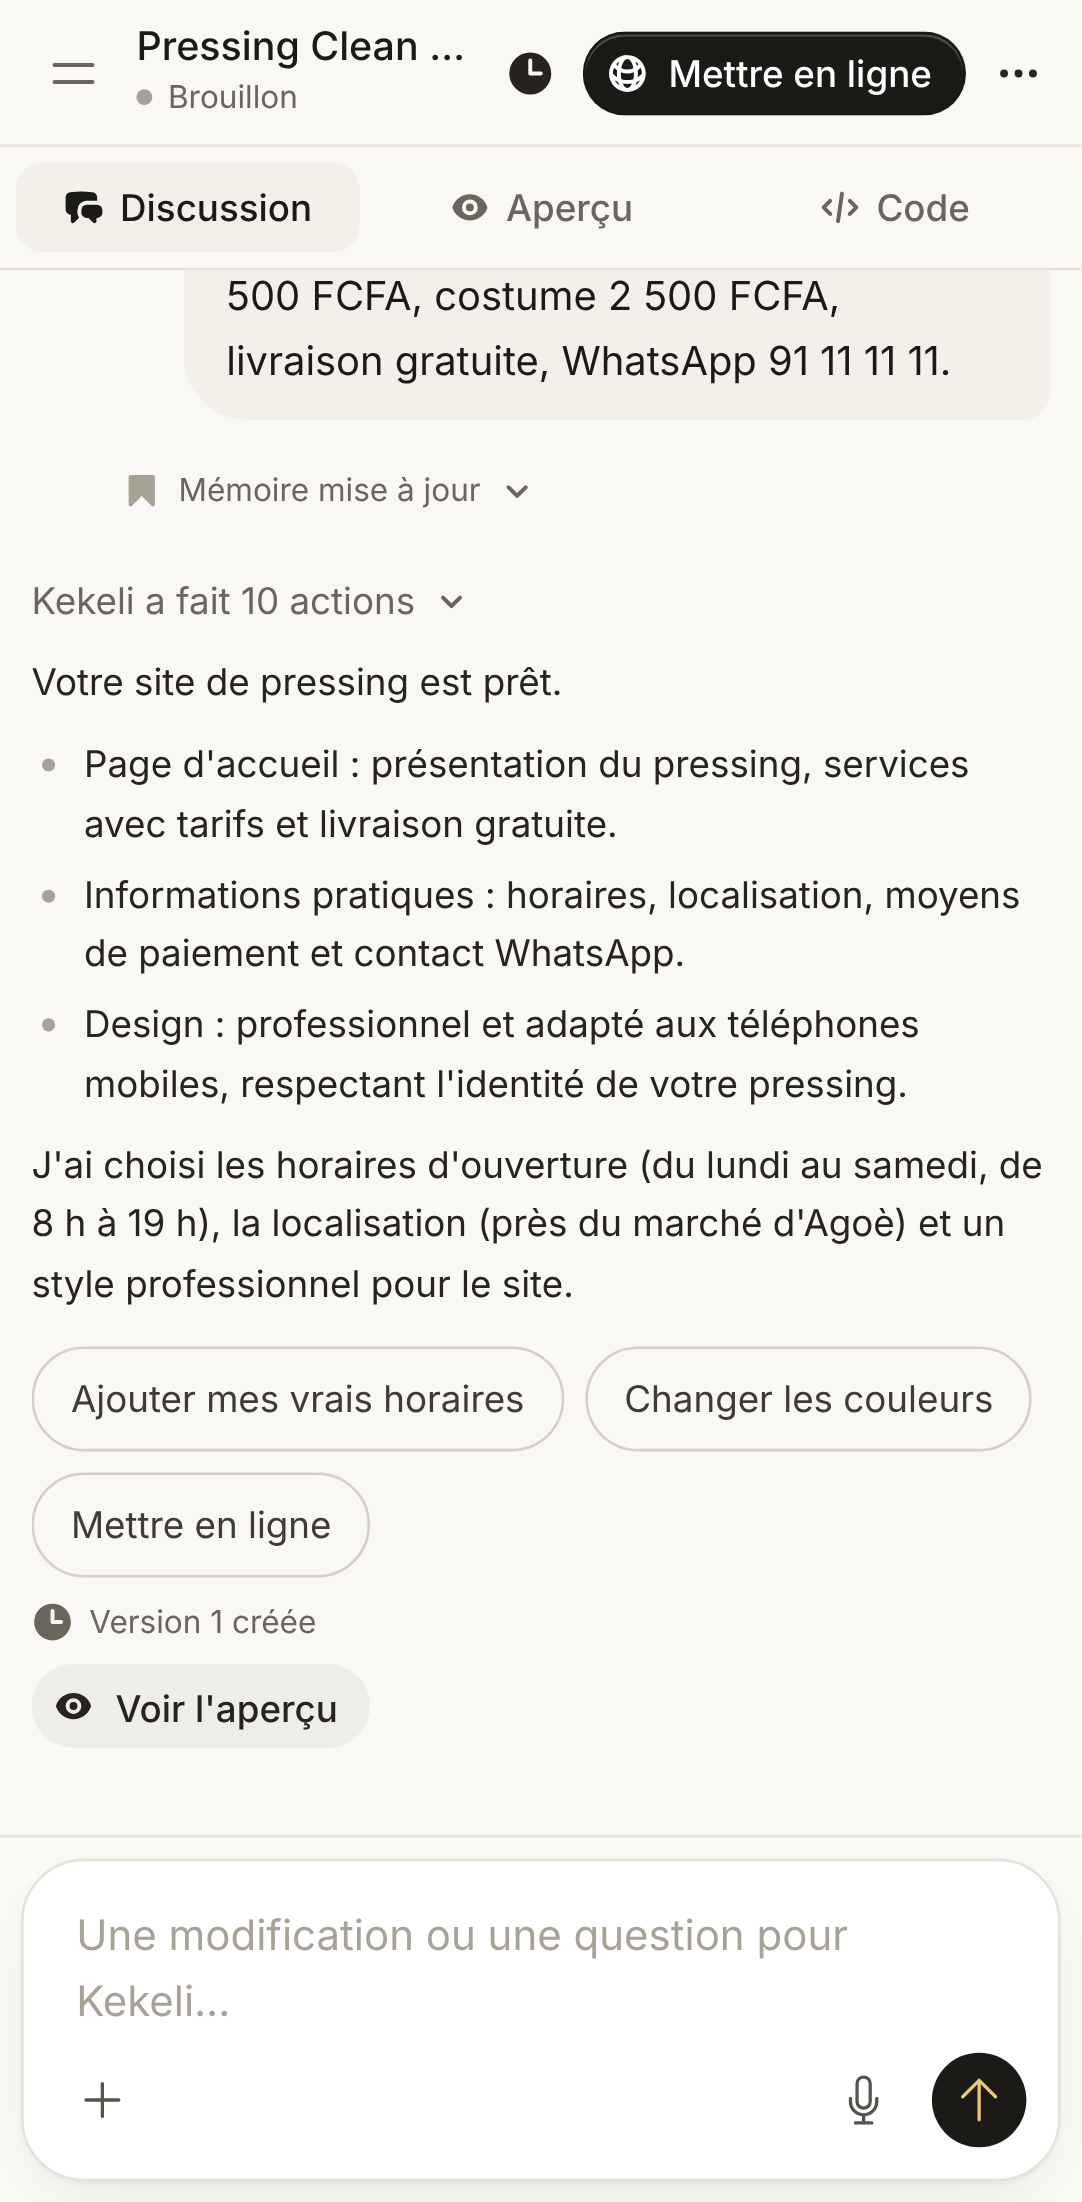 Pressing Clean ...
Brouillon
Mettre en ligne
Discussion
Aperçu
Code
500 FCFA, costume 2 500 FCFA,
livraison gratuite, WhatsApp 91 11 11 11.
Mémoire mise à jour
Kekeli a fait 10 actions
Votre site de pressing est prêt.
Page d'accueil : présentation du pressing, services
avec tarifs et livraison gratuite.
Informations pratiques : horaires, localisation, moyens
de paiement et contact WhatsApp.
Design : professionnel et adapté aux téléphones
mobiles, respectant l'identité de votre pressing.
J'ai choisi les horaires d'ouverture (du lundi au samedi, de
8 h à 19 h), la localisation (près du marché d'Agoè) et un
style professionnel pour le site.
Ajouter mes vrais horaires
Changer les couleurs
Mettre en ligne
Version 1 créée
Voir l'aperçu
Une modification ou une question pour
Kekeli...